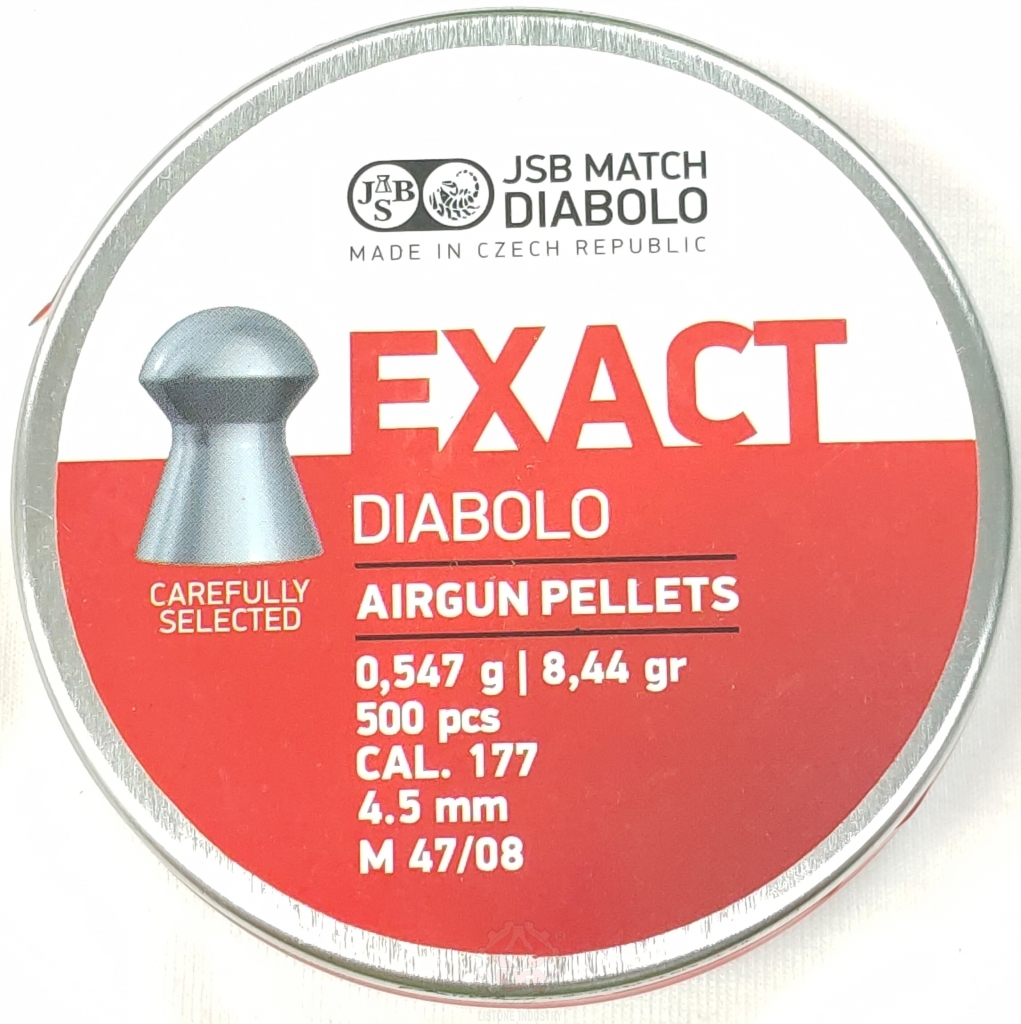 JSB
JSB MATCH
DIABOLO
MADE IN CZECH REPUBLIC
EXACT
DIABOLO
AIRGUN PELLETS
CAREFULLY
SELECTED
0,547 g | 8,44 gr
500 pcs
CAL. 177
4.5 mm
M 47/08